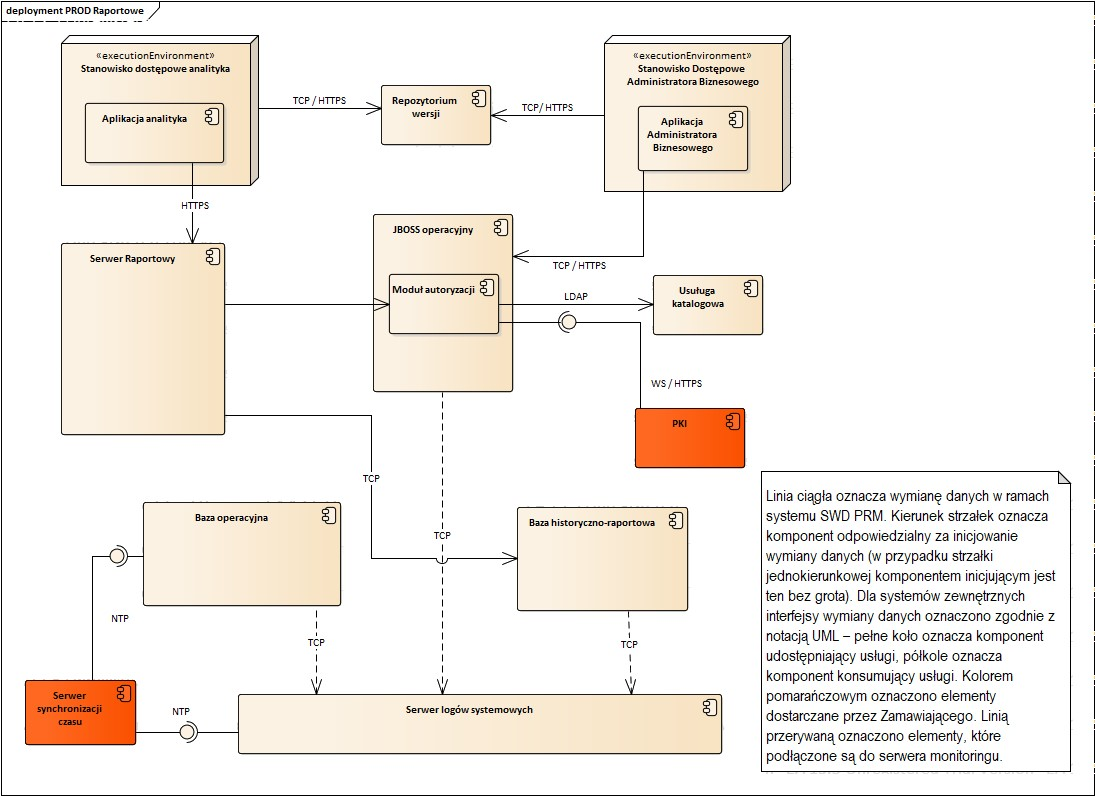 deployment PROD Raportowe
«executionEnvironment»
Stanowisko dostępowe analityka
Aplikacja analityka
TCP / HTTPS
Repozytorium
wersji
TCP/ HTTPS
«executionEnvironment»
Stanowisko Dostępowe
Administratora Biznesowego
Aplikacja
Administratora
Biznesowego
HTTPS
Serwer Raportowy
JBOSS operacyjny
TCP / HTTPS
Moduł autoryzacji
LDAP
Usuługa
katalogowa
WS / HTTPS
PKI
TCP
Baza operacyjna
TCP
Baza historyczno-raportowa
NTP
TCP
TCP
Serwer
synchronizacji
czasu
NTP
Serwer logów systemowych
Linia ciągła oznacza wymianę danych w ramach
systemu SWD PRM. Kierunek strzałek oznacza
komponent odpowiedzialny za inicjowanie
wymiany danych (w przypadku strzałki
jednokierunkowej komponentem inicjującym jest
ten bez grota). Dla systemów zewnętrznych
interfejsy wymiany danych oznaczono zgodnie z
notacją UML – pełne koło oznacza komponent
udostępniający usługi, półkole oznacza
komponent konsumujący usługi. Kolorem
pomarańczowym oznaczono elementy
dostarczane przez Zamawiającego. Linią
przerywaną oznaczono elementy, które
podłączone są do serwera monitoringu.